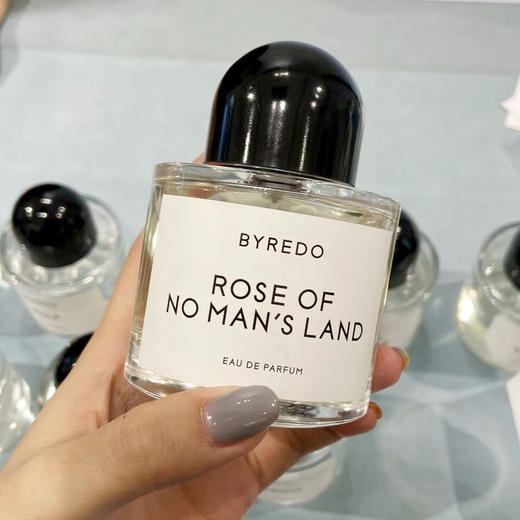 BYREDO
ROSE OF
NO MAN'S LAND
EAU DE PARFUM